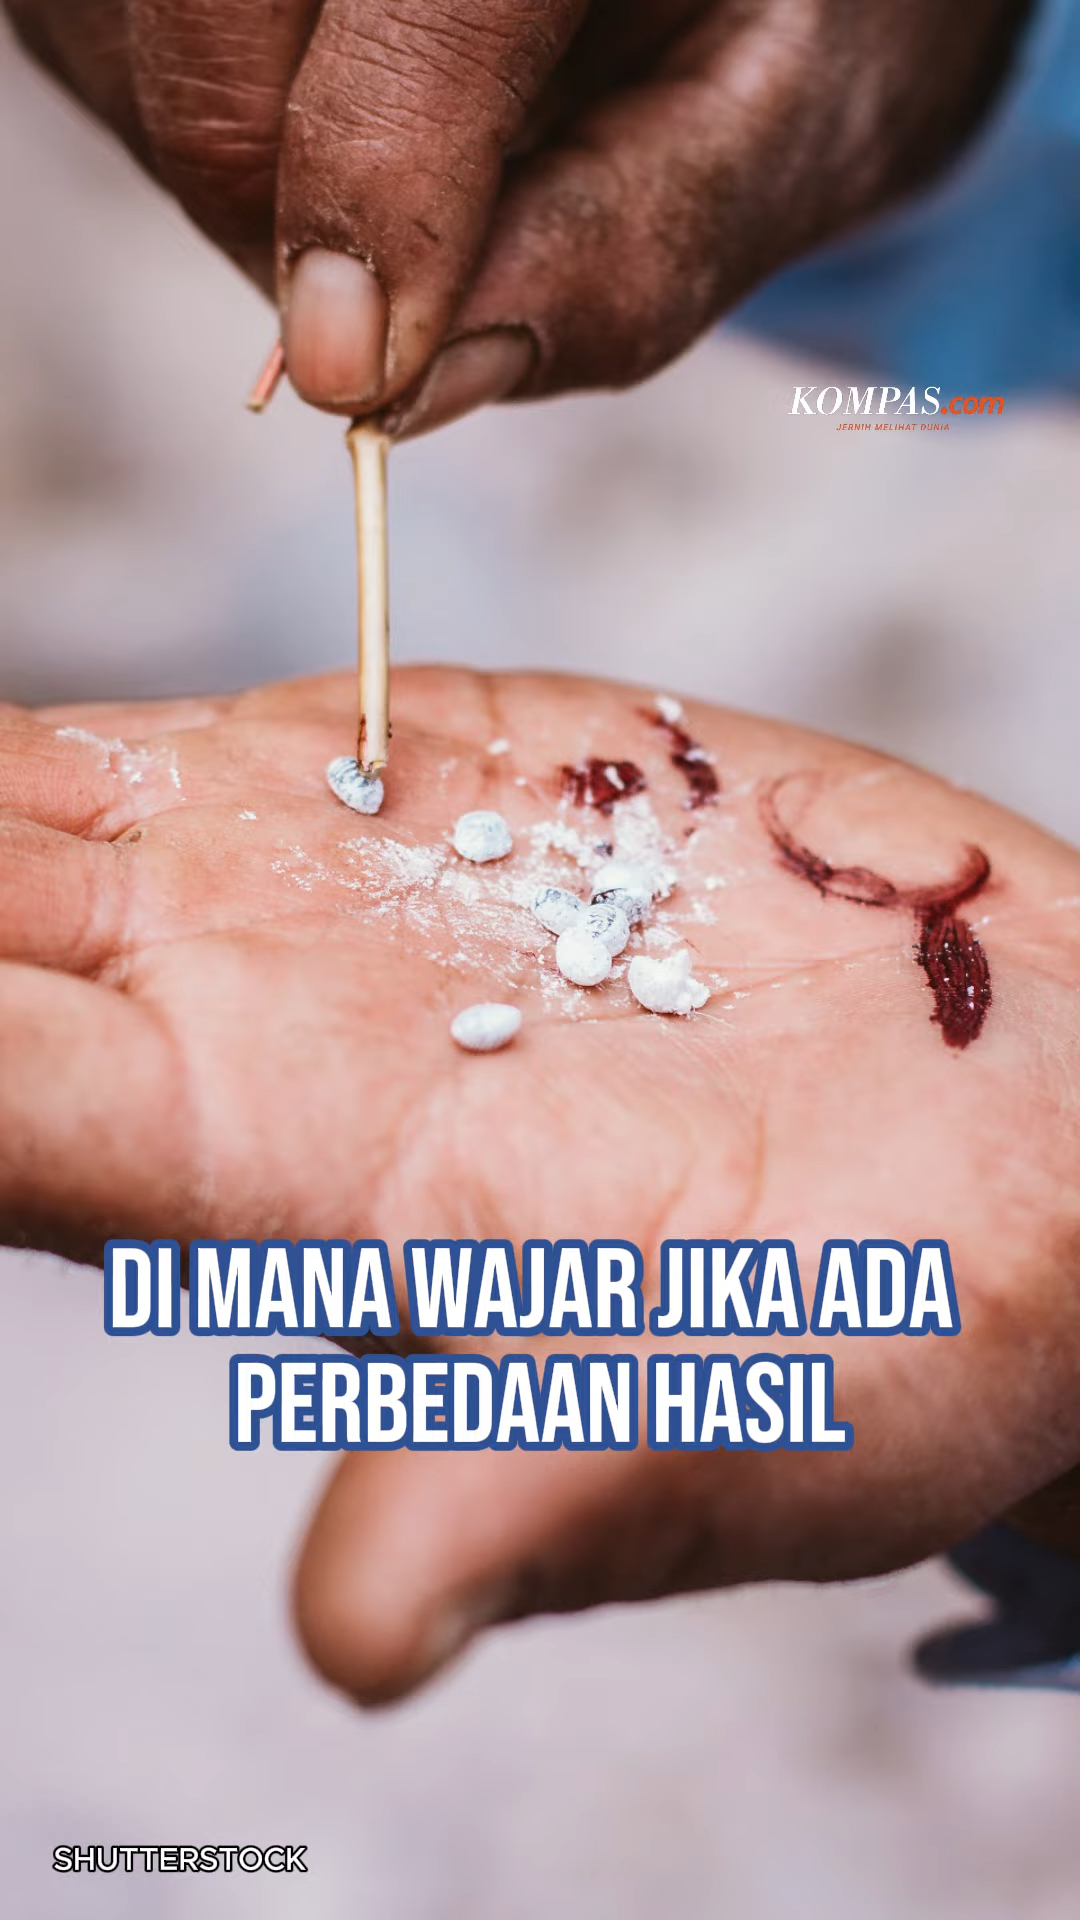 KOMPAS.com
JERNIH MELIHAT DUNIA
DI MANA WAJAR JIKA ADA
PERBEDAAN HASIL
SHUTTERSTOCK